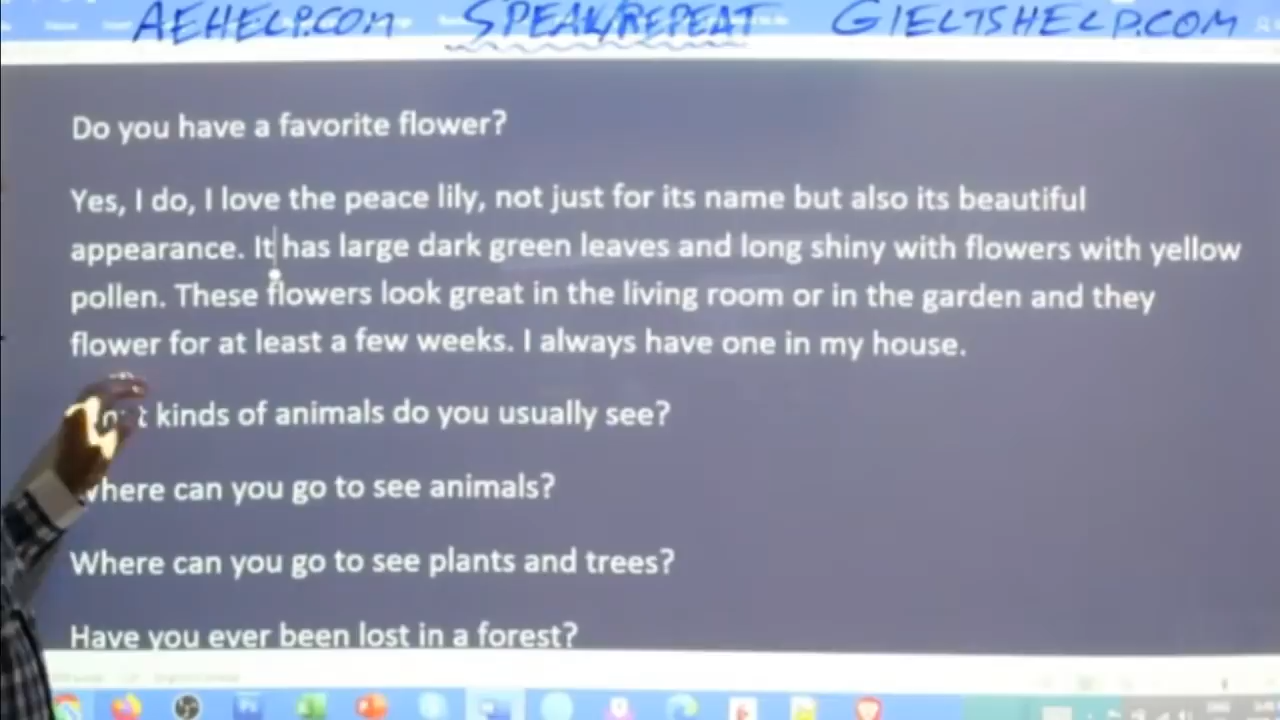 AEHELP.COM SPEAK/REPEAT GIELTSHELP.COM
Do you have a favorite flower?
Yes, I do, I love the peace lily, not just for its name but also its beautiful
appearance. It has large dark green leaves and long shiny with flowers with yellow
pollen. These flowers look great in the living room or in the garden and they
flower for at least a few weeks. I always have one in my house.
kinds of animals do you usually see?
Where can you go to see animals?
Where can you go to see plants and trees?
Have you ever been lost in a forest?